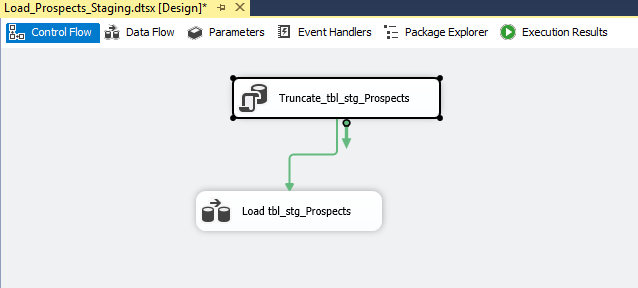 Load_Prospects_Staging.dtsx [Design]*
Control Flow Data Flow Parameters Event Handlers Package Explorer Execution Results
Truncate_tbl_stg_Prospects
Load tbl_stg_Prospects